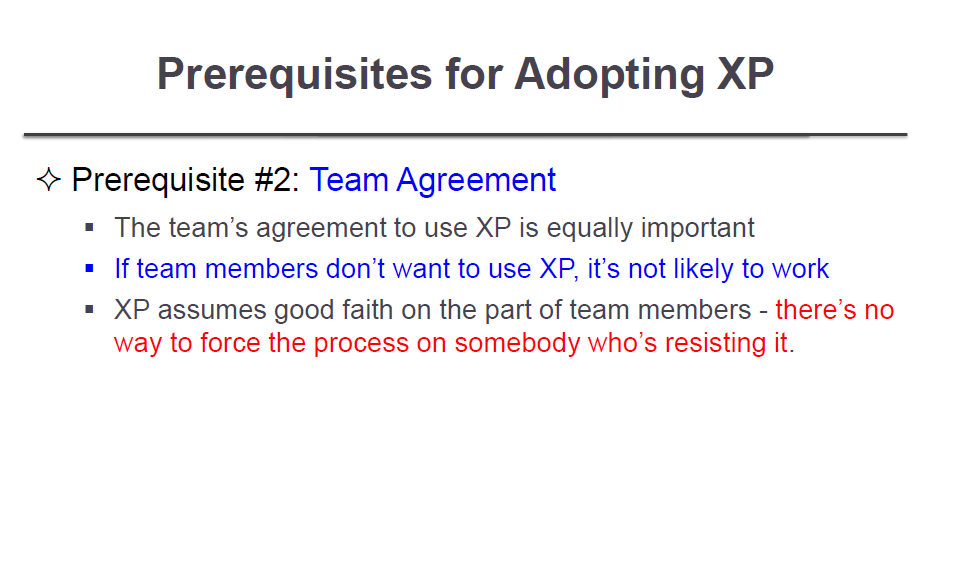 Prerequisites for Adopting XP
✧ Prerequisite #2: Team Agreement
▪ The team’s agreement to use XP is equally important
▪ If team members don’t want to use XP, it’s not likely to work
▪ XP assumes good faith on the part of team members - there’s no
way to force the process on somebody who’s resisting it.